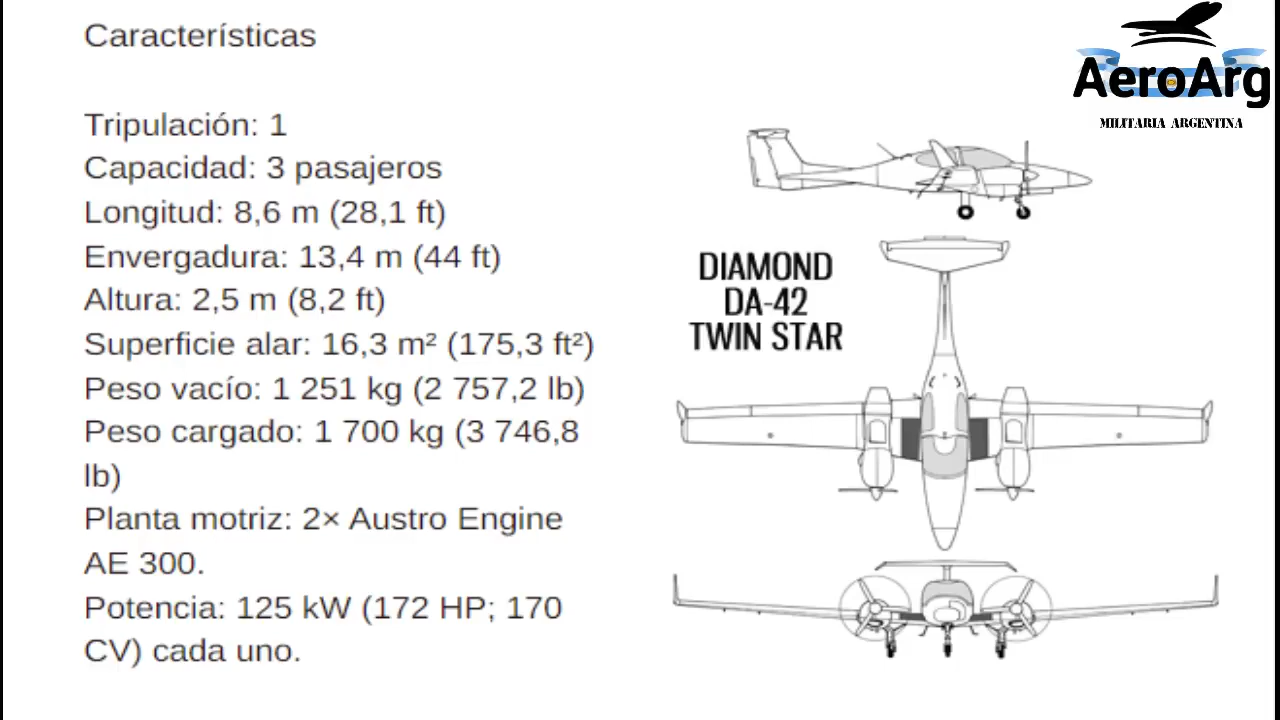 Características
Tripulación: 1
Capacidad: 3 pasajeros
Longitud: 8,6 m (28,1 ft)
Envergadura: 13,4 m (44 ft)
Altura: 2,5 m (8,2 ft)
Superficie alar: 16,3 m² (175,3 ft²)
Peso vacío: 1 251 kg (2 757,2 lb)
Peso cargado: 1 700 kg (3 746,8
lb)
Planta motriz: 2× Austro Engine
AE 300.
Potencia: 125 kW (172 HP; 170
CV) cada uno.
AeroArg
MILITARIA ARGENTINA
DIAMOND
DA-42
TWIN STAR